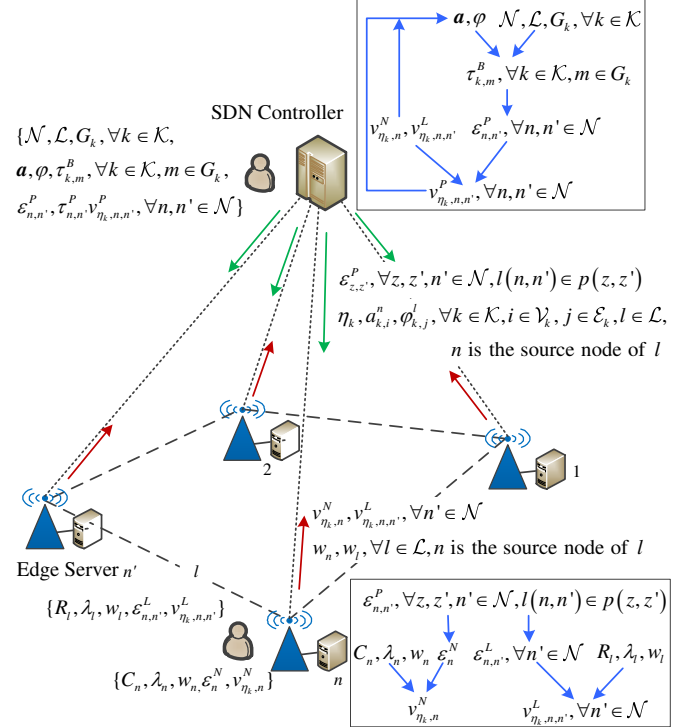 a, φ 𝒩, ℒ, G_k, ∀k ∈ 𝒦
τ^B_{k,m}, ∀k ∈ 𝒦, m ∈ G_k
v^N_{η_k,n}, v^L_{η_k,n,n'}
ε^P_{n,n'}, ∀n, n' ∈ 𝒩
v^P_{η_k,n,n'}, ∀n, n' ∈ 𝒩
SDN Controller
{𝒩, ℒ, G_k, ∀k ∈ 𝒦,
a, φ, τ^B_{k,m}, ∀k ∈ 𝒦, m ∈ G_k,
ε^P_{n,n'}, τ^P_{n,n'} v^P_{η_k,n,n'}, ∀n, n' ∈ 𝒩}
ε^P_{z,z'}, ∀z, z', n' ∈ 𝒩, l(n,n') ∈ p(z,z')
η_k, a^n_{k,i}, φ^l_{k,j}, ∀k ∈ 𝒦, i ∈ 𝒱_k, j ∈ ℰ_k, l ∈ ℒ,
n is the source node of l
2
1
v^N_{η_k,n}, v^L_{η_k,n,n'}, ∀n' ∈ 𝒩
w_n, w_l, ∀l ∈ ℒ, n is the source node of l
Edge Server n'
l
{R_l, λ_l, w_l, ε^L_{n,n'}, v^L_{η_k,n,n'}}
{C_n, λ_n, w_n, ε^N_n, v^N_{η_k,n}}
n
ε^P_{n,n'}, ∀z, z', n' ∈ 𝒩, l(n,n') ∈ p(z,z')
C_n, λ_n, w_n ε^N_n ε^L_{n,n'}, ∀n' ∈ 𝒩 R_l, λ_l, w_l
v^N_{η_k,n}
v^L_{η_k,n,n'}, ∀n' ∈ 𝒩